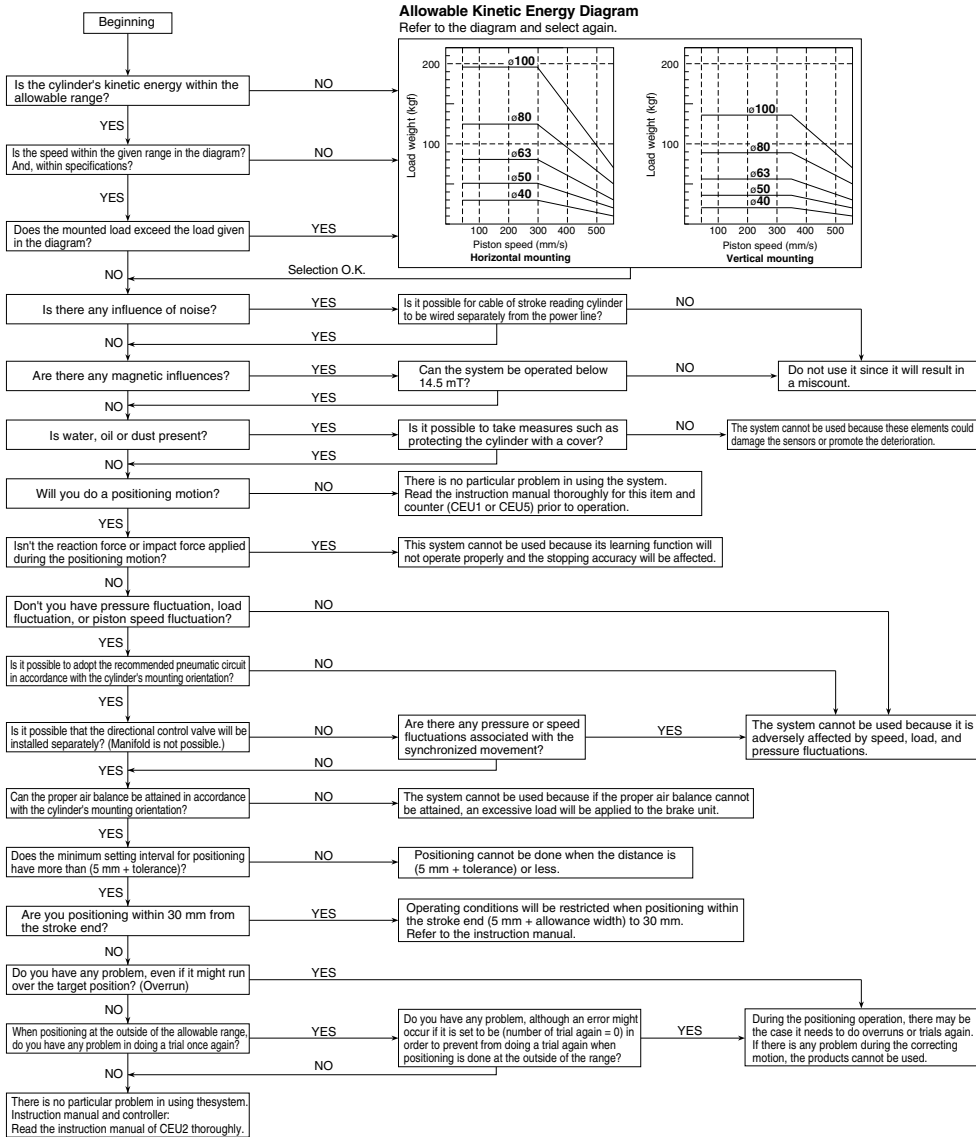 Allowable Kinetic Energy Diagram
Refer to the diagram and select again.
Beginning
200
100
Load weight (kgf)
ø100
ø80
ø63
ø50
ø40
100 200 300 400 500
Piston speed (mm/s)
Horizontal mounting
200
100
Load weight (kgf)
ø100
ø80
ø63
ø50
ø40
100 200 300 400 500
Piston speed (mm/s)
Vertical mounting
Is the cylinder's kinetic energy within the
allowable range?
NO
YES
Is the speed within the given range in the diagram?
And, within specifications?
NO
YES
Does the mounted load exceed the load given
in the diagram?
YES
NO
Selection O.K.
Is there any influence of noise?
YES
Is it possible for cable of stroke reading cylinder
to be wired separately from the power line?
NO
NO
YES
Are there any magnetic influences?
YES
Can the system be operated below
14.5 mT?
NO
Do not use it since it will result in
a miscount.
NO
YES
Is water, oil or dust present?
YES
Is it possible to take measures such as
protecting the cylinder with a cover?
NO
The system cannot be used because these elements could
damage the sensors or promote the deterioration.
NO
YES
Will you do a positioning motion?
NO
There is no particular problem in using the system.
Read the instruction manual thoroughly for this item and
counter (CEU1 or CEU5) prior to operation.
YES
Isn't the reaction force or impact force applied
during the positioning motion?
YES
This system cannot be used because its learning function will
not operate properly and the stopping accuracy will be affected.
NO
Don't you have pressure fluctuation, load
fluctuation, or piston speed fluctuation?
NO
YES
Is it possible to adopt the recommended pneumatic circuit
in accordance with the cylinder's mounting orientation?
NO
YES
Is it possible that the directional control valve will be
installed separately? (Manifold is not possible.)
NO
Are there any pressure or speed
fluctuations associated with the
synchronized movement?
YES
The system cannot be used because it is
adversely affected by speed, load, and
pressure fluctuations.
YES
NO
Can the proper air balance be attained in accordance
with the cylinder's mounting orientation?
NO
The system cannot be used because if the proper air balance cannot
be attained, an excessive load will be applied to the brake unit.
YES
Does the minimum setting interval for positioning
have more than (5 mm + tolerance)?
NO
Positioning cannot be done when the distance is
(5 mm + tolerance) or less.
YES
Are you positioning within 30 mm from
the stroke end?
YES
Operating conditions will be restricted when positioning within
the stroke end (5 mm + allowance width) to 30 mm.
Refer to the instruction manual.
NO
Do you have any problem, even if it might run
over the target position? (Overrun)
YES
NO
When positioning at the outside of the allowable range,
do you have any problem in doing a trial once again?
YES
Do you have any problem, although an error might
occur if it is set to be (number of trial again = 0) in
order to prevent from doing a trial again when
positioning is done at the outside of the range?
YES
During the positioning operation, there may be
the case it needs to do overruns or trials again.
If there is any problem during the correcting
motion, the products cannot be used.
NO
NO
There is no particular problem in using thesystem.
Instruction manual and controller:
Read the instruction manual of CEU2 thoroughly.